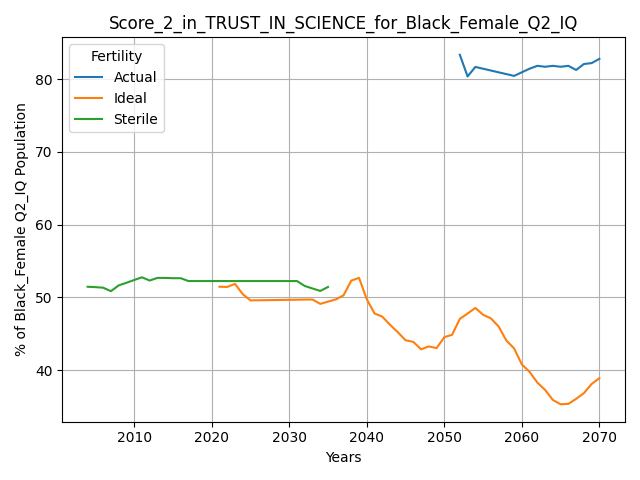 Score_2_in_TRUST_IN_SCIENCE_for_Black_Female_Q2_IQ
Fertility
Actual
Ideal
Sterile
% of Black_Female Q2_IQ Population
80
70
60
50
40
2010 2020 2030 2040 2050 2060 2070
Years